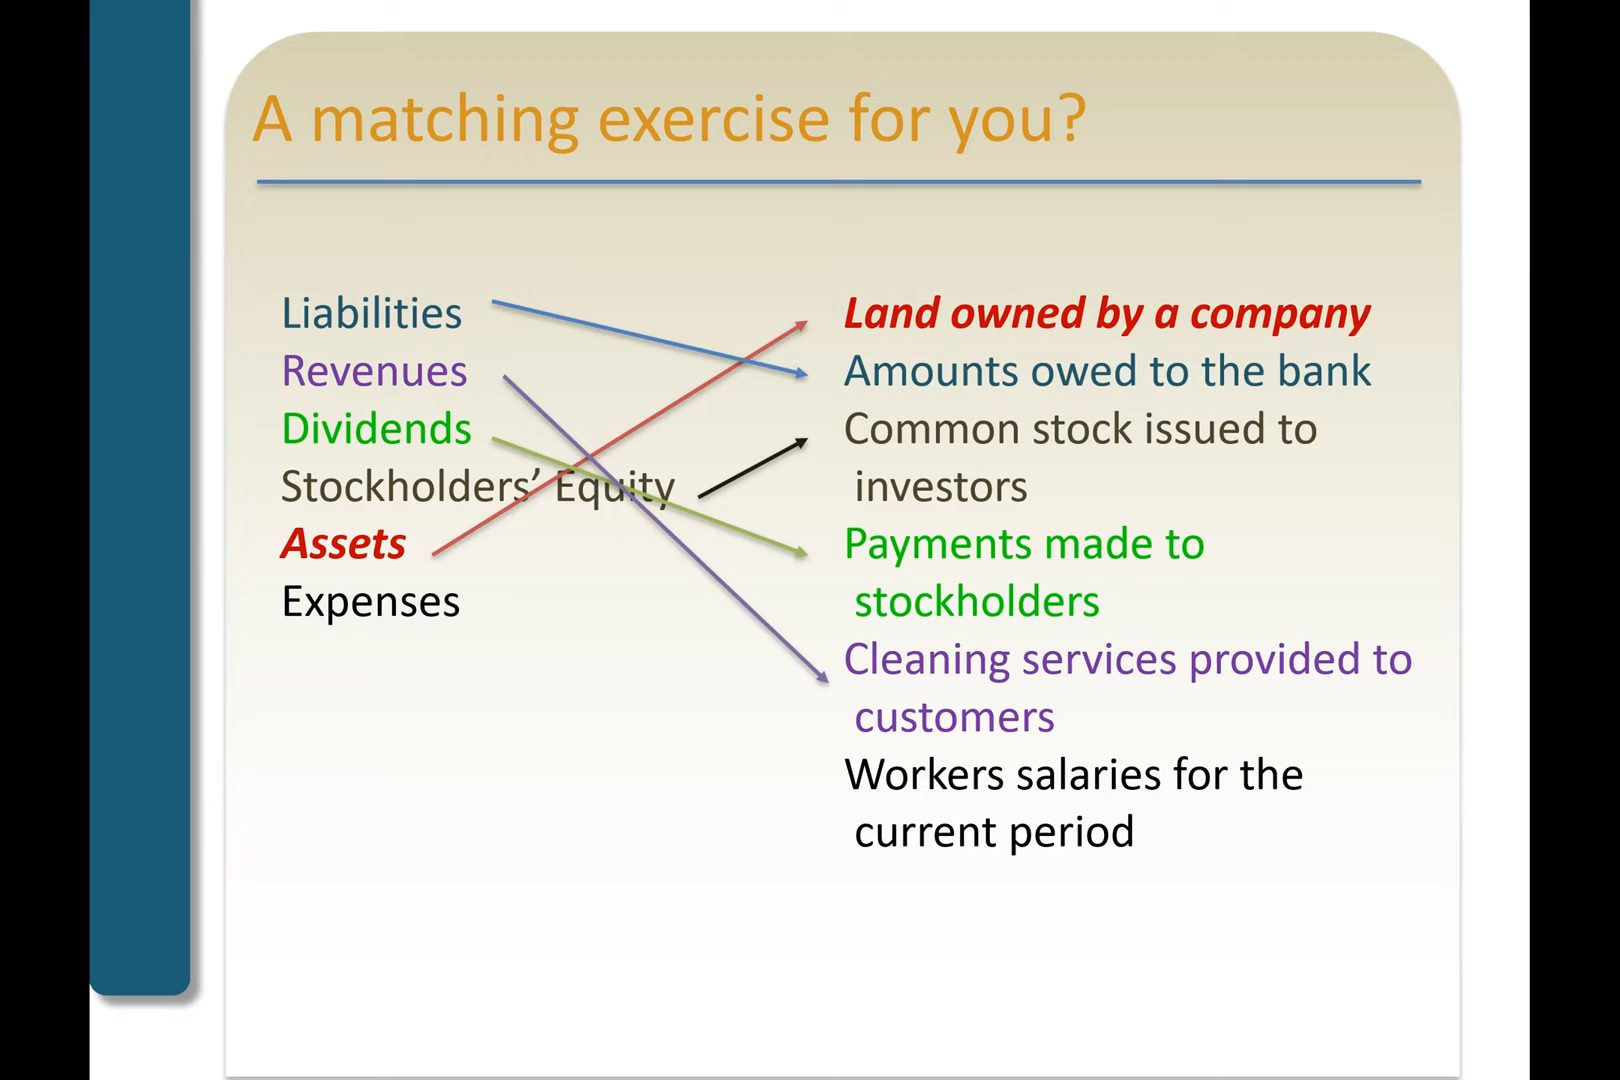 A matching exercise for you?
Liabilities
Revenues
Dividends
Stockholders’ Equity
Assets
Expenses
Land owned by a company
Amounts owed to the bank
Common stock issued to
investors
Payments made to
stockholders
Cleaning services provided to
customers
Workers salaries for the
current period